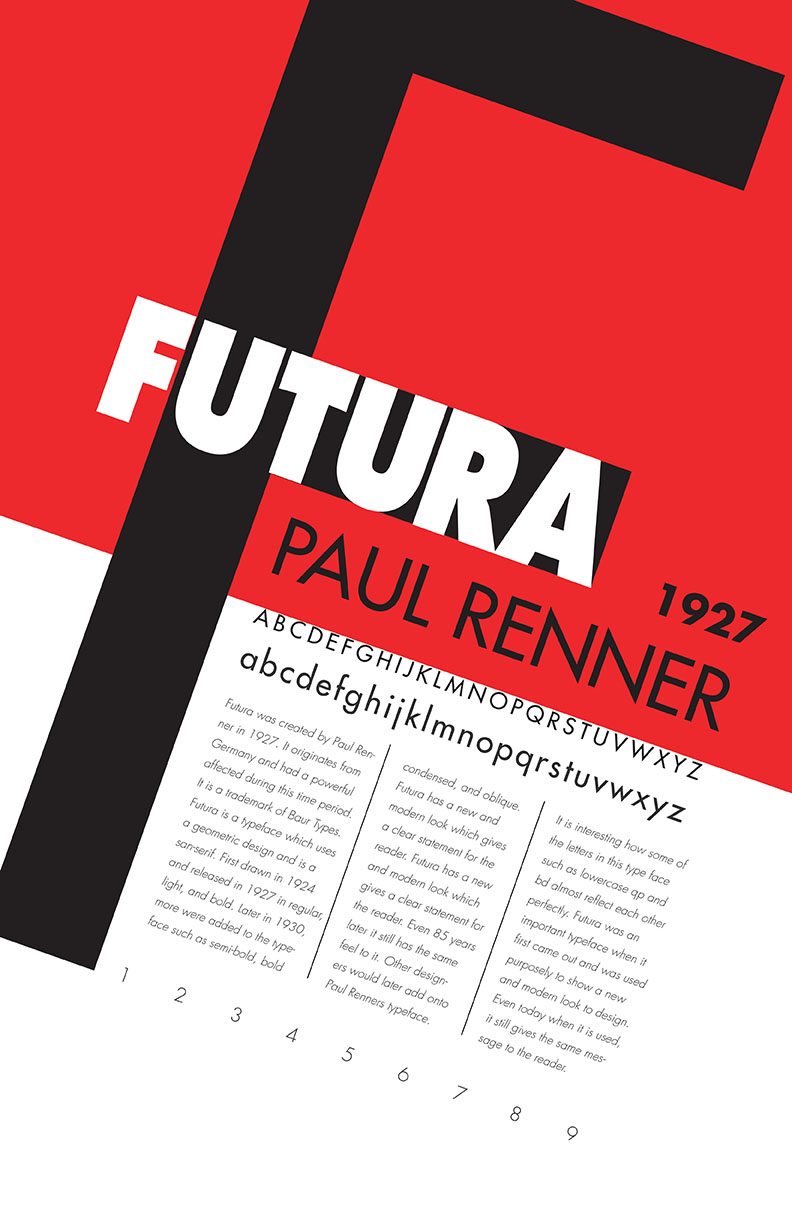 F
FUTURA
PAUL RENNER
1927
ABCDEFGHIJKLMNOPQRSTUVWXYZ
abcdefghijklmnopqrstuvwxyz
Futura was created by Paul Ren-
ner in 1927. It originates from
Germany and had a powerful
affected during this time period.
It is a trademark of Baur Types.
Futura is a typeface which uses
a geometric design and is a
san-serif. First drawn in 1924
and released in 1927 in regular,
light, and bold. Later in 1930,
more were added to the type-
face such as semi-bold, bold
condensed, and oblique.
Futura has a new and
modern look which gives
a clear statement for the
reader. Futura has a new
and modern look which
gives a clear statement for
the reader. Even 85 years
later it still has the same
feel to it. Other design-
ers would later add onto
Paul Renners typeface.
It is interesting how some of
the letters in this type face
such as lowercase qp and
bd almost reflect each other
perfectly. Futura was an
important typeface when it
first came out and was used
purposely to show a new
and modern look to design.
Even today when it is used,
it still gives the same mes-
sage to the reader.
1 2 3 4 5 6 7 8 9